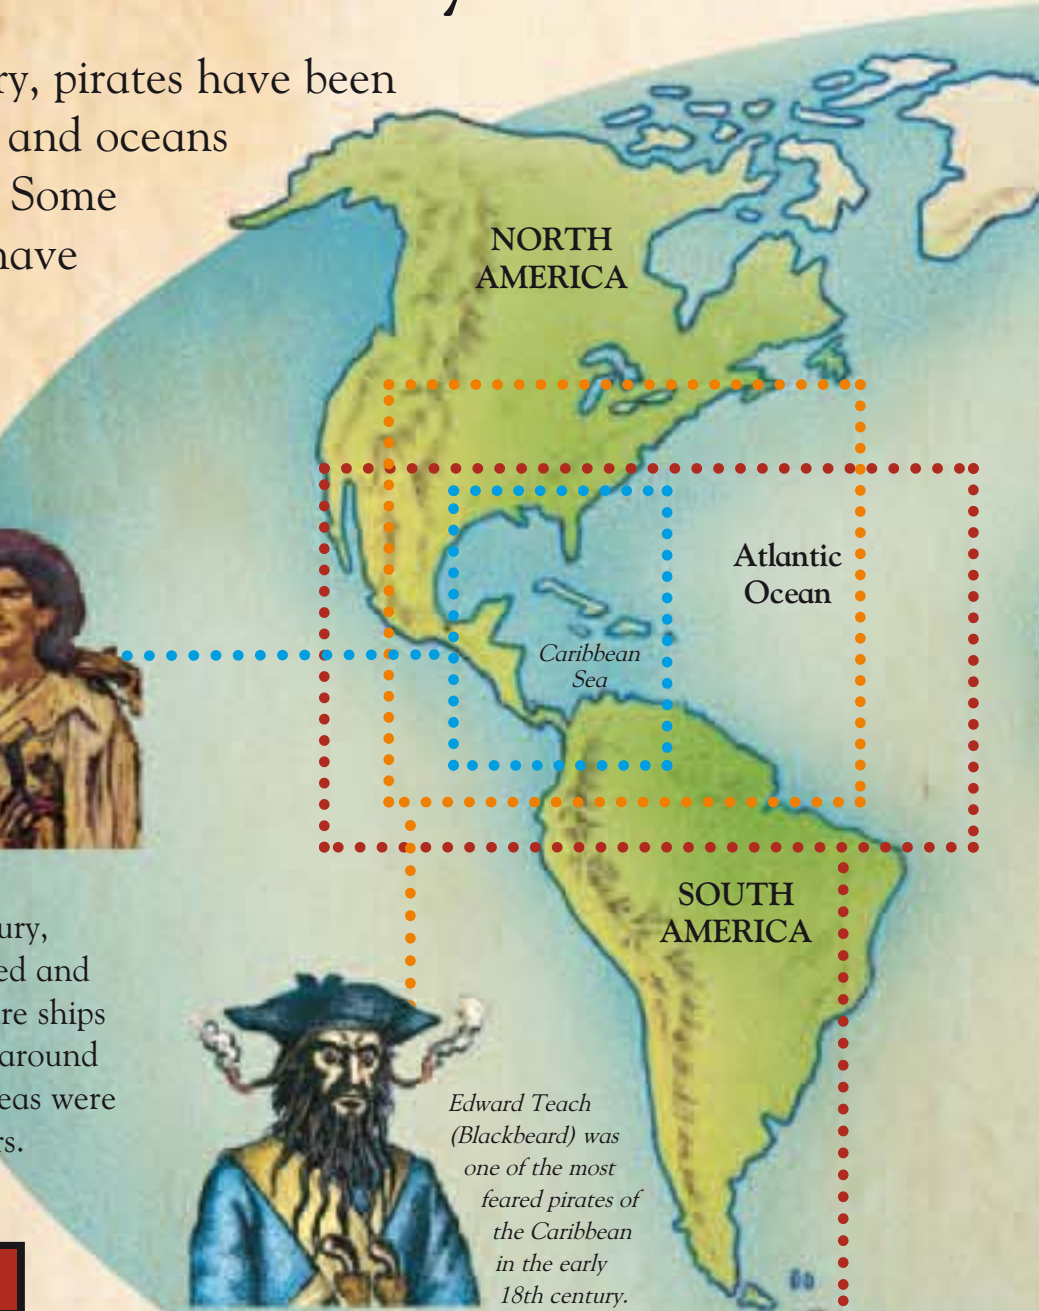 ry, pirates have been
and oceans
Some
have
NORTH
AMERICA
Atlantic
Ocean
Caribbean
Sea
SOUTH
AMERICA
ury,
ed and
re ships
around
eas were
rs.
Edward Teach
(Blackbeard) was
one of the most
feared pirates of
the Caribbean
in the early
18th century.